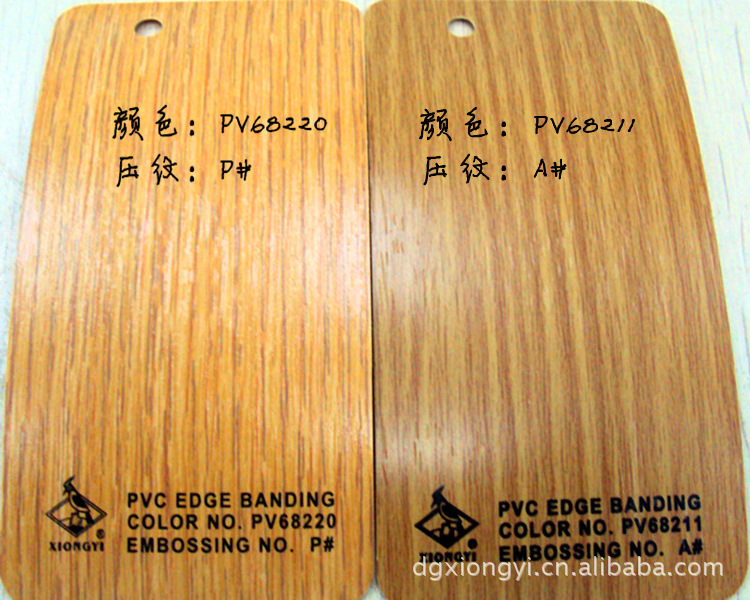 颜色：PV68220
压纹：P#
颜色：PV68211
压纹：A#
XIONGYI®
PVC EDGE BANDING
COLOR NO. PV68220
EMBOSSING NO. P#
XIONGYI
PVC EDGE BANDING
COLOR NO. PV68211
EMBOSSING NO. A#
dgxiongyi.cn.alibaba.com